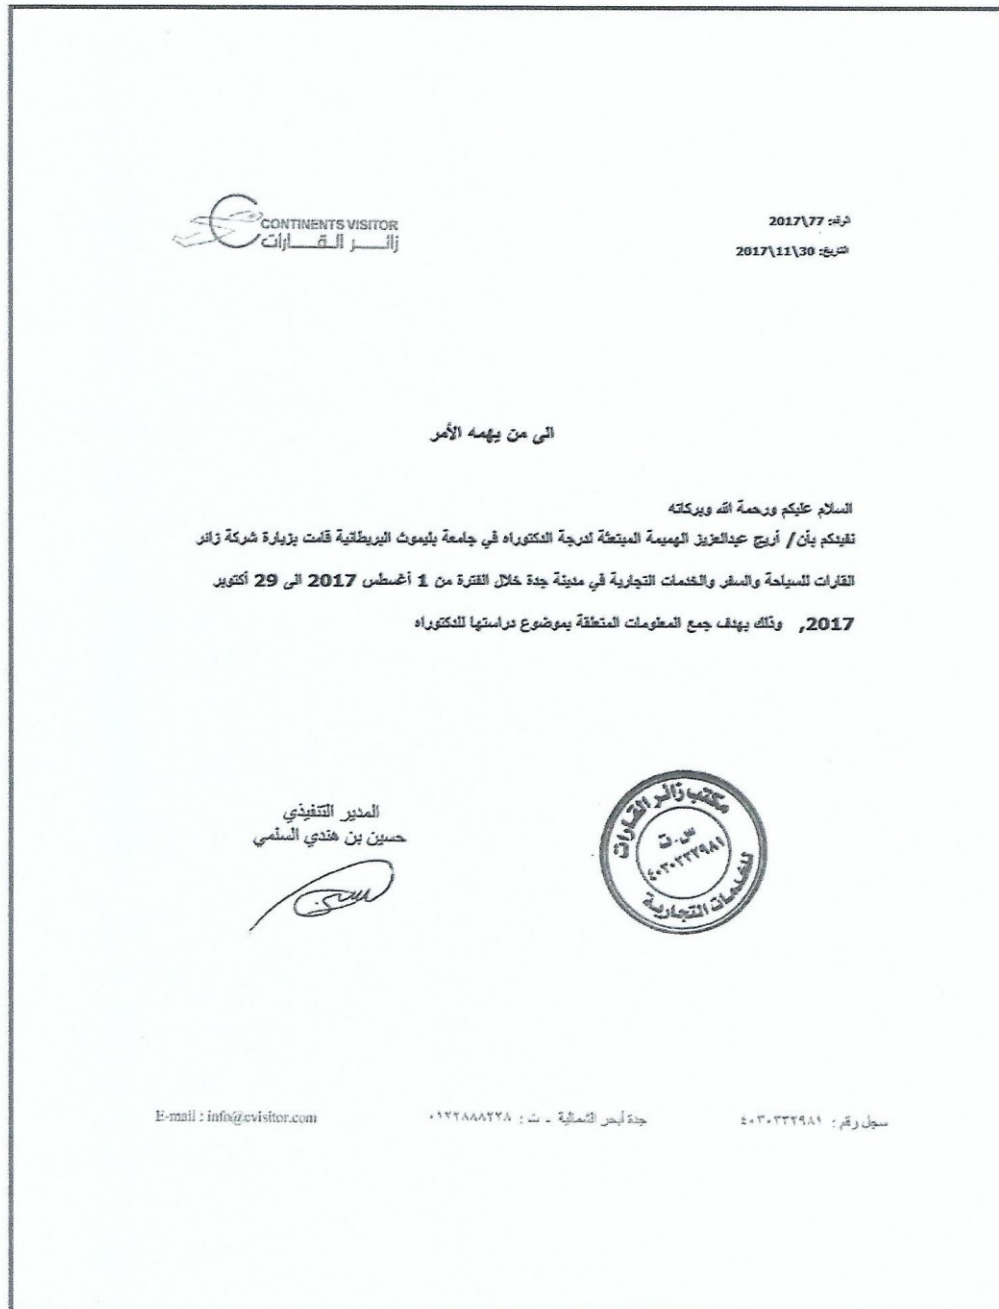 CONTINENTS VISITOR
زائر القارات
الرقم: 77\2017
التاريخ: 30\11\2017
الى من يهمه الأمر
السلام عليكم ورحمة الله وبركاته
نفيدكم بأن/ أريج عبدالعزيز الهميمة المبتعثة لدرجة الدكتوراه في جامعة بليموث البريطانية قامت بزيارة شركة زائر
القارات للسياحة والسفر والخدمات التجارية في مدينة جدة خلال الفترة من 1 أغسطس 2017 الى 29 أكتوبر
2017, وذلك بهدف جمع المعلومات المتعلقة بموضوع دراستها للدكتوراه
المدير التنفيذي
حسين بن هندي السلمي
مكتب زائر القارات
س.ت
٤٠٣٠٣٣٢٩٨١
للخدمات التجارية
سجل رقم: ٤٠٣٠٣٣٢٩٨١
جدة أبحر الشمالية - ت:
E-mail : info@cvisitor.com